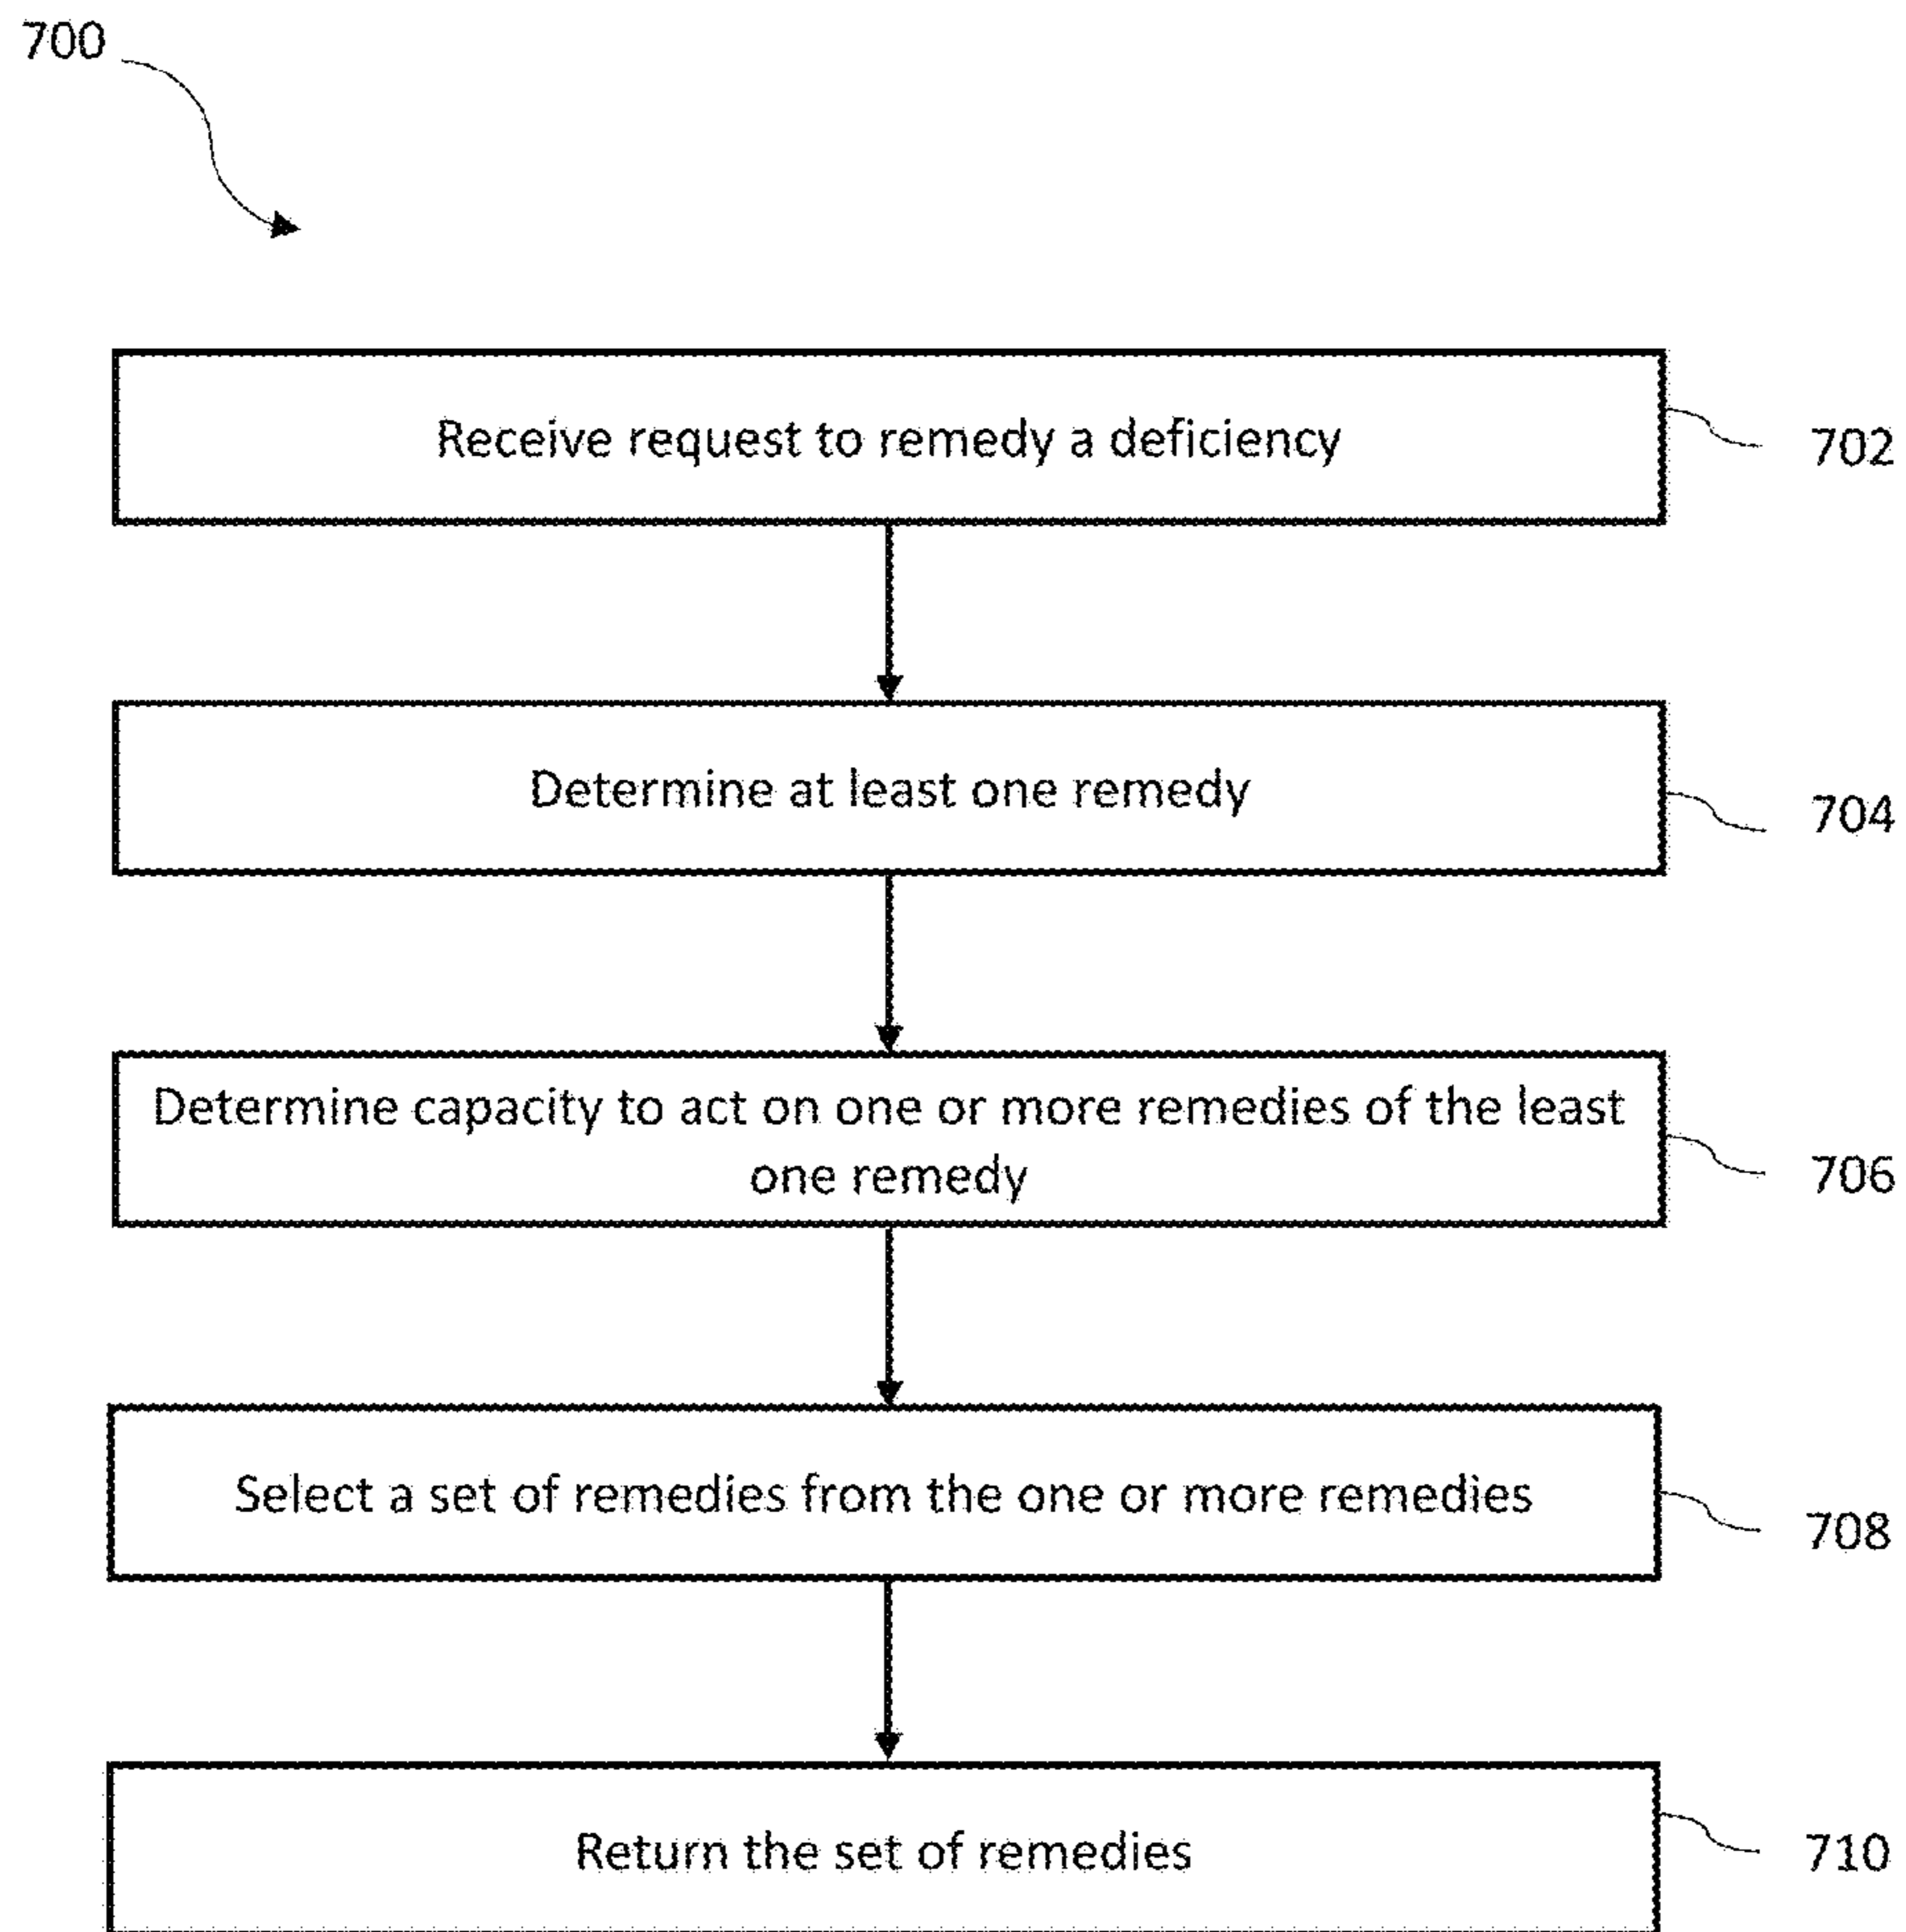 700
Receive request to remedy a deficiency
702
Determine at least one remedy
704
Determine capacity to act on one or more remedies of the least
one remedy
706
Select a set of remedies from the one or more remedies
708
Return the set of remedies
710